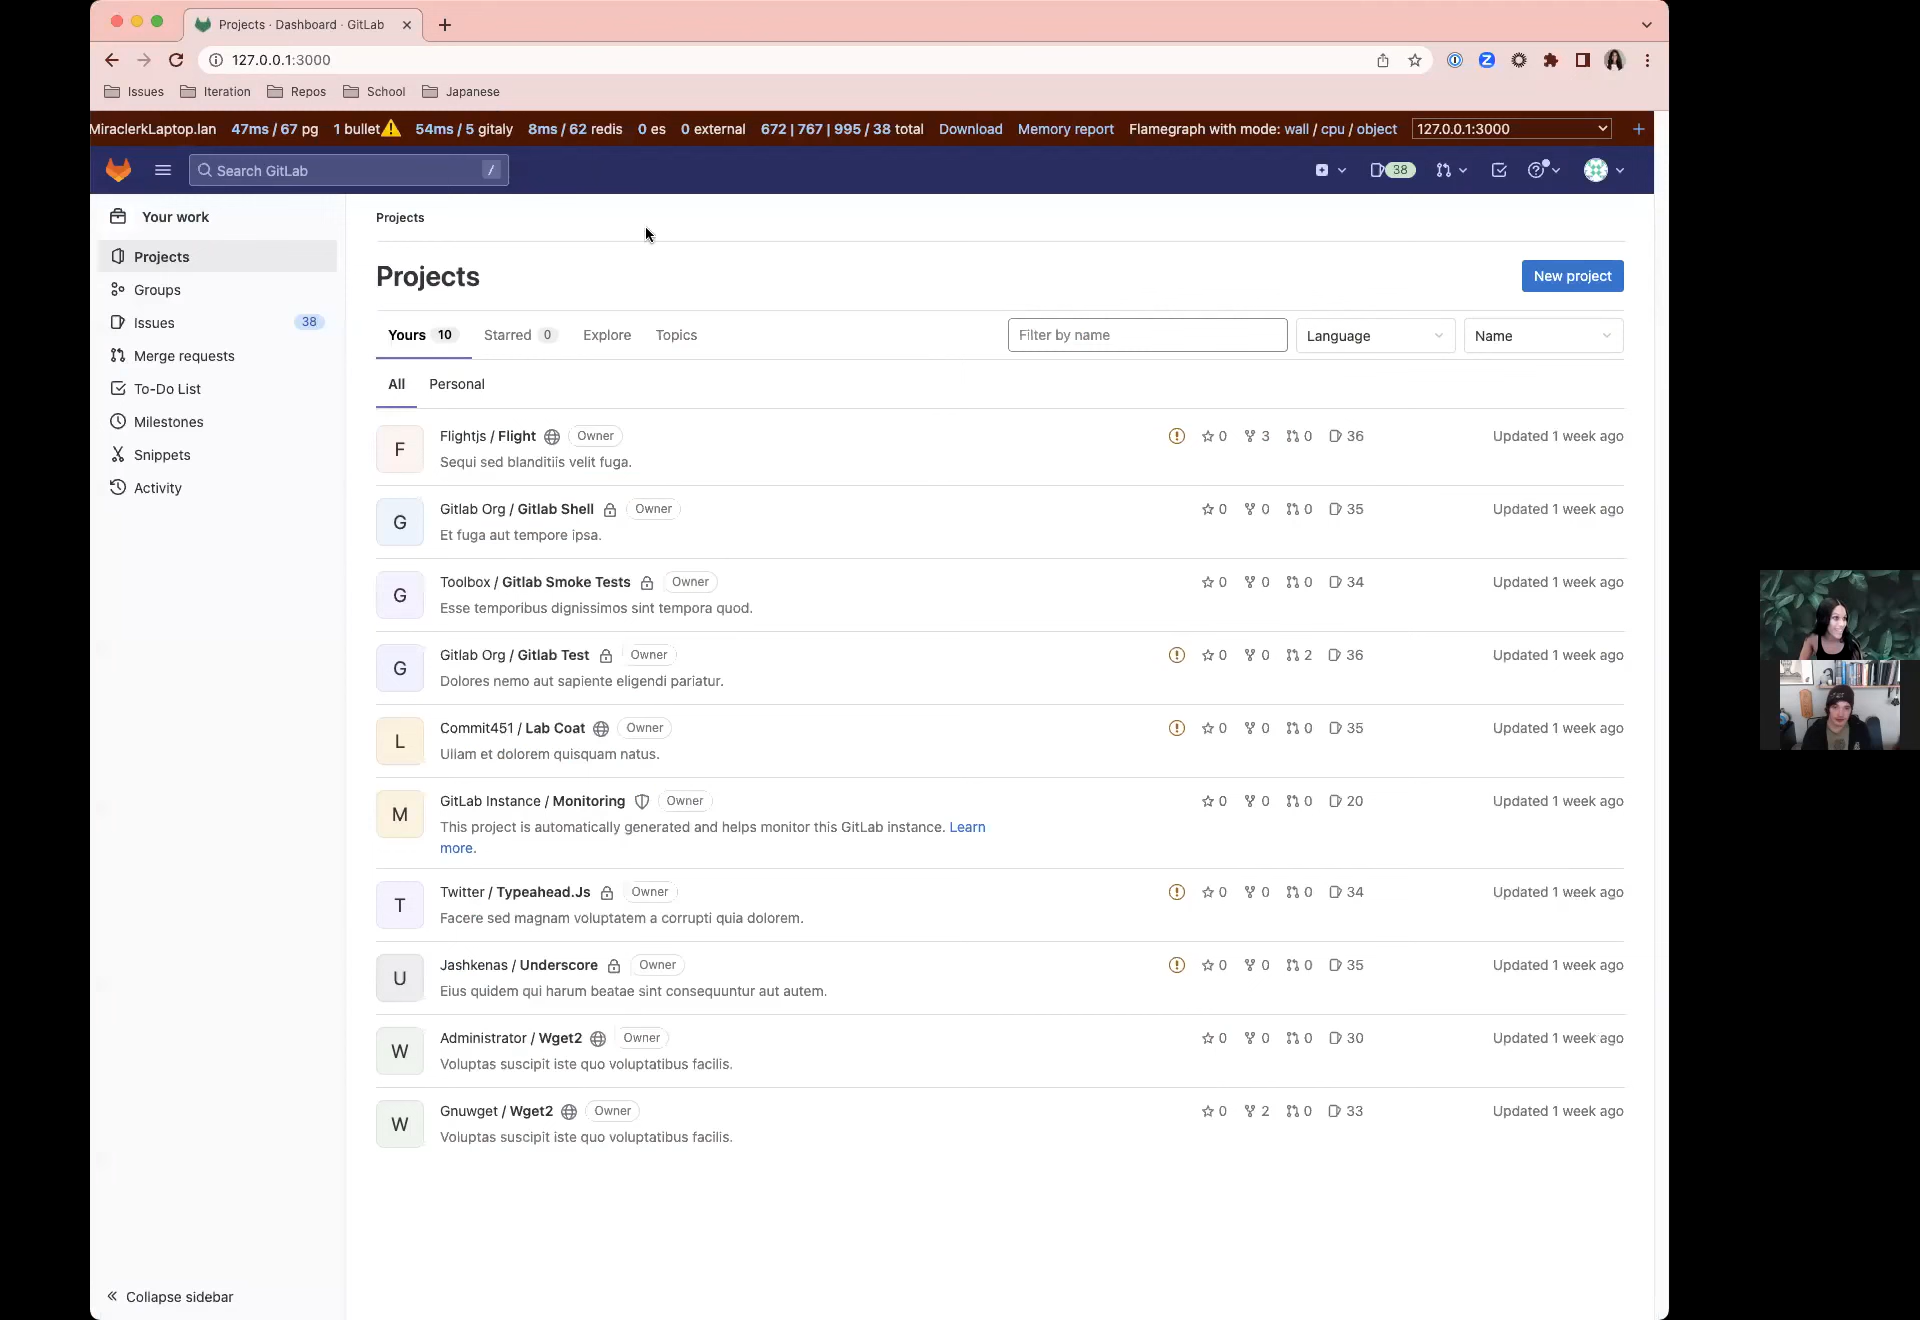 Projects · Dashboard · GitLab
127.0.0.1:3000
Issues Iteration Repos School Japanese
MiraclerkLaptop.lan 47ms / 67 pg 1 bullet 54ms / 5 gitaly 8ms / 62 redis 0 es 0 external 672 | 767 | 995 / 38 total Download Memory report Flamegraph with mode: wall / cpu / object 127.0.0.1:3000 +
Search GitLab / 38
Your work
Projects
Groups
Issues 38
Merge requests
To-Do List
Milestones
Snippets
Activity
Collapse sidebar
Projects
Projects
New project
Yours 10 Starred 0 Explore Topics Filter by name Language Name
All Personal
F Flightjs / Flight Owner 0 3 0 36 Updated 1 week ago
Sequi sed blanditiis velit fuga.
G Gitlab Org / Gitlab Shell Owner 0 0 0 35 Updated 1 week ago
Et fuga aut tempore ipsa.
G Toolbox / Gitlab Smoke Tests Owner 0 0 0 34 Updated 1 week ago
Esse temporibus dignissimos sint tempora quod.
G Gitlab Org / Gitlab Test Owner 0 0 2 36 Updated 1 week ago
Dolores nemo aut sapiente eligendi pariatur.
L Commit451 / Lab Coat Owner 0 0 0 35 Updated 1 week ago
Ullam et dolorem quisquam natus.
M GitLab Instance / Monitoring Owner 0 0 0 20 Updated 1 week ago
This project is automatically generated and helps monitor this GitLab instance. Learn
more.
T Twitter / Typeahead.Js Owner 0 0 0 34 Updated 1 week ago
Facere sed magnam voluptatem a corrupti quia dolorem.
U Jashkenas / Underscore Owner 0 0 0 35 Updated 1 week ago
Eius quidem qui harum beatae sint consequuntur aut autem.
W Administrator / Wget2 Owner 0 0 0 30 Updated 1 week ago
Voluptas suscipit iste quo voluptatibus facilis.
W Gnuwget / Wget2 Owner 0 2 0 33 Updated 1 week ago
Voluptas suscipit iste quo voluptatibus facilis.